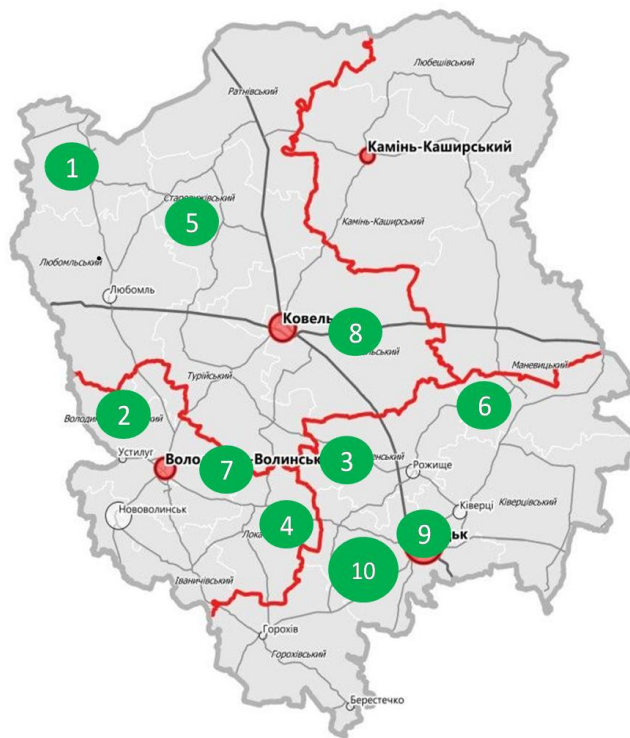 Любешівський
Ратнівський
Камінь-Каширський
1
Старовижівський
5
Камінь-Каширський
Любомльський
Любомль
Ковель
8
Маневицький
Турійський
2
6
Устилуг
7
Волинськ
3
Рожище
Нововолинськ
4
Ківерці
Ківерцівський
9
10
Іваничівський
Горохів
Горохівський
Берестечко